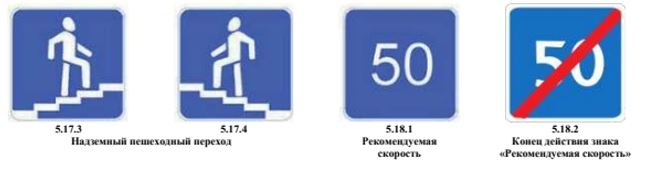 50
50
5.17.3
5.17.4
5.18.1
5.18.2
Надземный пешеходный переход
Рекомендуемая
скорость
Конец действия знака
«Рекомендуемая скорость»